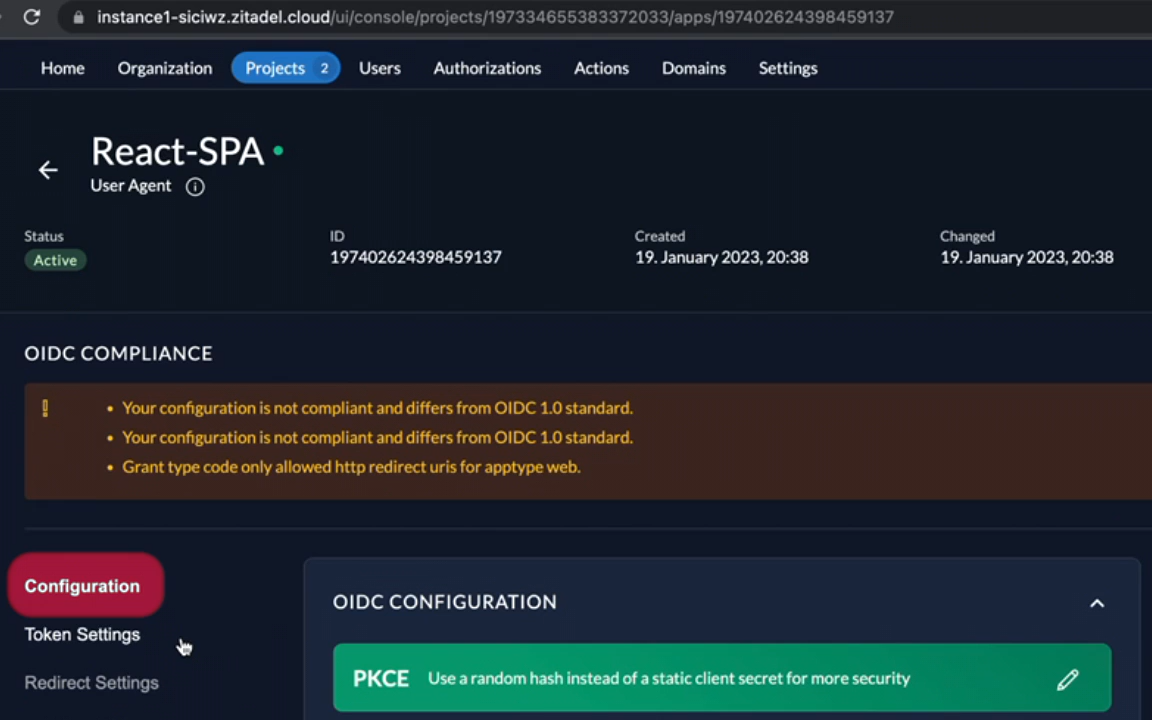 instance1-siciwz.zitadel.cloud/ui/console/projects/197334655383372033/apps/197402624398459137
Home Organization Projects 2 Users Authorizations Actions Domains Settings
React-SPA
User Agent
Status ID Created Changed
Active 197402624398459137 19. January 2023, 20:38 19. January 2023, 20:38
OIDC COMPLIANCE
• Your configuration is not compliant and differs from OIDC 1.0 standard.
• Your configuration is not compliant and differs from OIDC 1.0 standard.
• Grant type code only allowed http redirect uris for apptype web.
Configuration
OIDC CONFIGURATION
Token Settings
PKCE Use a random hash instead of a static client secret for more security
Redirect Settings